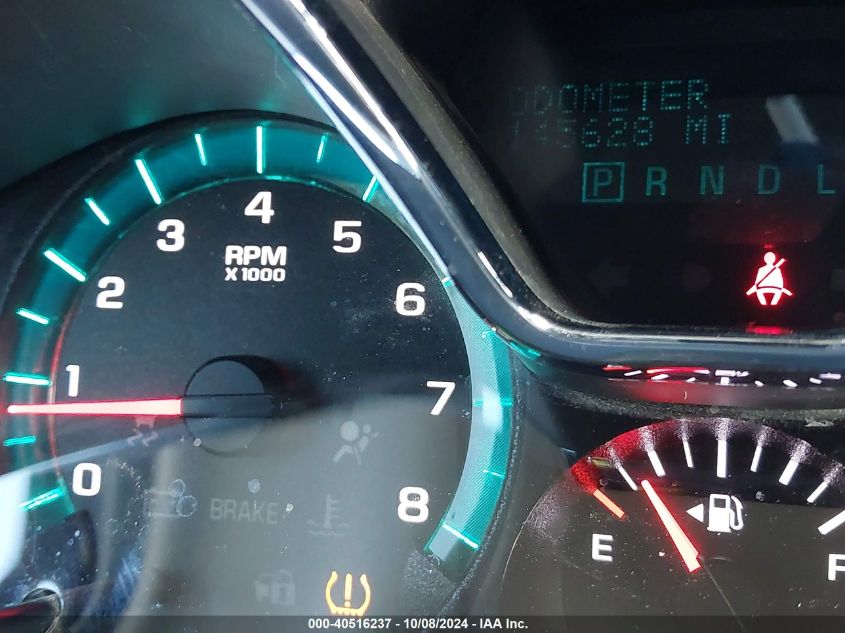 ODOMETER
MI
P R N D L
4
3
5
RPM
X1000
2
6
1
7
0
8
BRAKE
E
F
000-40516237 - 10/08/2024 - IAA Inc.